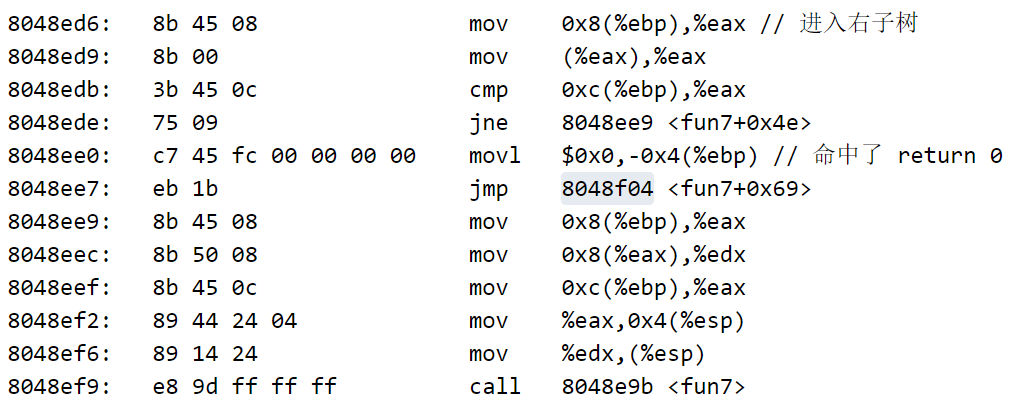 8048ed6: 8b 45 08 mov 0x8(%ebp),%eax // 进入右子树
8048ed9: 8b 00 mov (%eax),%eax
8048edb: 3b 45 0c cmp 0xc(%ebp),%eax
8048ede: 75 09 jne 8048ee9 <fun7+0x4e>
8048ee0: c7 45 fc 00 00 00 00 movl $0x0,-0x4(%ebp) // 命中了 return 0
8048ee7: eb 1b jmp 8048f04 <fun7+0x69>
8048ee9: 8b 45 08 mov 0x8(%ebp),%eax
8048eec: 8b 50 08 mov 0x8(%eax),%edx
8048eef: 8b 45 0c mov 0xc(%ebp),%eax
8048ef2: 89 44 24 04 mov %eax,0x4(%esp)
8048ef6: 89 14 24 mov %edx,(%esp)
8048ef9: e8 9d ff ff ff call 8048e9b <fun7>